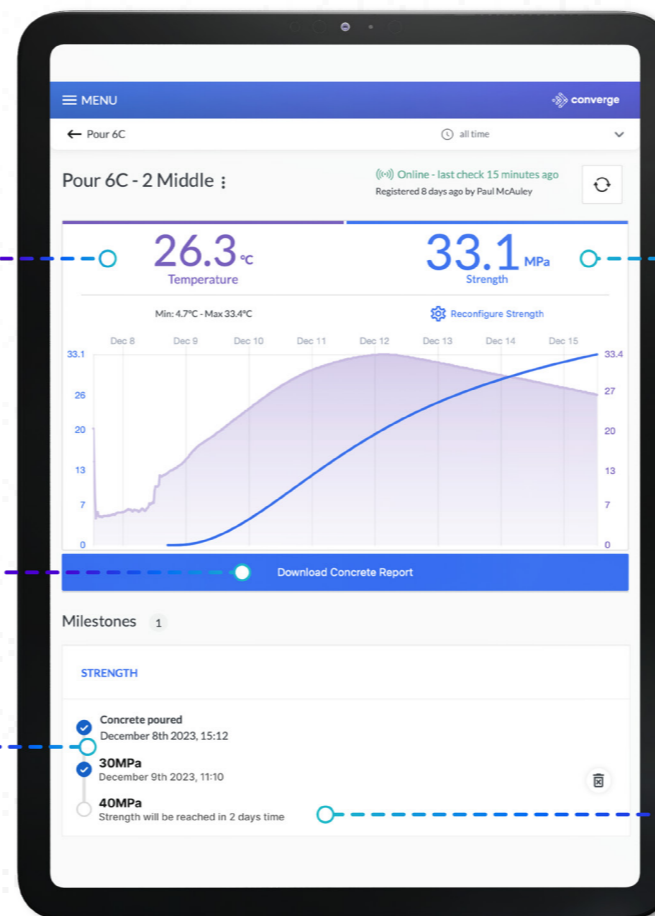 MENU
converge
Pour 6C
all time
Pour 6C - 2 Middle
Online - last check 15 minutes ago
Registered 8 days ago by Paul McAuley
26.3 °C
Temperature
33.1 MPa
Strength
Min: 4.7°C - Max 33.4°C
Reconfigure Strength
Dec 8 Dec 9 Dec 10 Dec 11 Dec 12 Dec 13 Dec 14 Dec 15
33.1 33.4
26 27
20 20
13 13
7 7
0 0
Download Concrete Report
Milestones 1
STRENGTH
Concrete poured
December 8th 2023, 15:12
30MPa
December 9th 2023, 11:10
40MPa
Strength will be reached in 2 days time